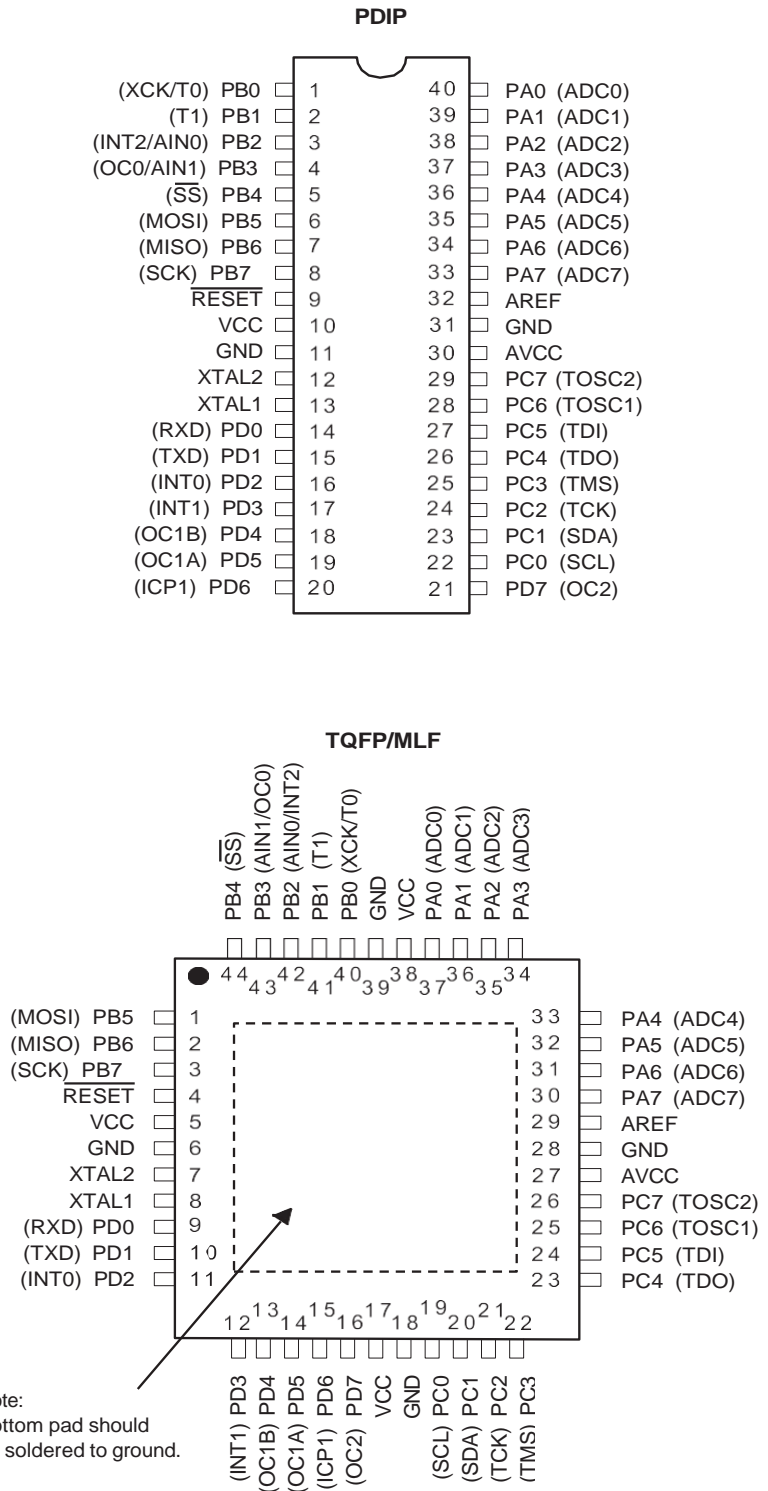 PDIP
(XCK/T0) PB0 1 40 PA0 (ADC0)
(T1) PB1 2 39 PA1 (ADC1)
(INT2/AIN0) PB2 3 38 PA2 (ADC2)
(OC0/AIN1) PB3 4 37 PA3 (ADC3)
(SS) PB4 5 36 PA4 (ADC4)
(MOSI) PB5 6 35 PA5 (ADC5)
(MISO) PB6 7 34 PA6 (ADC6)
(SCK) PB7 8 33 PA7 (ADC7)
RESET 9 32 AREF
VCC 10 31 GND
GND 11 30 AVCC
XTAL2 12 29 PC7 (TOSC2)
XTAL1 13 28 PC6 (TOSC1)
(RXD) PD0 14 27 PC5 (TDI)
(TXD) PD1 15 26 PC4 (TDO)
(INT0) PD2 16 25 PC3 (TMS)
(INT1) PD3 17 24 PC2 (TCK)
(OC1B) PD4 18 23 PC1 (SDA)
(OC1A) PD5 19 22 PC0 (SCL)
(ICP1) PD6 20 21 PD7 (OC2)
TQFP/MLF
PB4 (SS)
PB3 (AIN1/OC0)
PB2 (AIN0/INT2)
PB1 (T1)
PB0 (XCK/T0)
GND
VCC
PA0 (ADC0)
PA1 (ADC1)
PA2 (ADC2)
PA3 (ADC3)
44 43 42 41 40 39 38 37 36 35 34
(MOSI) PB5 1 33 PA4 (ADC4)
(MISO) PB6 2 32 PA5 (ADC5)
(SCK) PB7 3 31 PA6 (ADC6)
RESET 4 30 PA7 (ADC7)
VCC 5 29 AREF
GND 6 28 GND
XTAL2 7 27 AVCC
XTAL1 8 26 PC7 (TOSC2)
(RXD) PD0 9 25 PC6 (TOSC1)
(TXD) PD1 10 24 PC5 (TDI)
(INT0) PD2 11 23 PC4 (TDO)
12 13 14 15 16 17 18 19 20 21 22
(INT1) PD3
(OC1B) PD4
(OC1A) PD5
(ICP1) PD6
(OC2) PD7
VCC
GND
(SCL) PC0
(SDA) PC1
(TCK) PC2
(TMS) PC3
ote:
ottom pad should
soldered to ground.